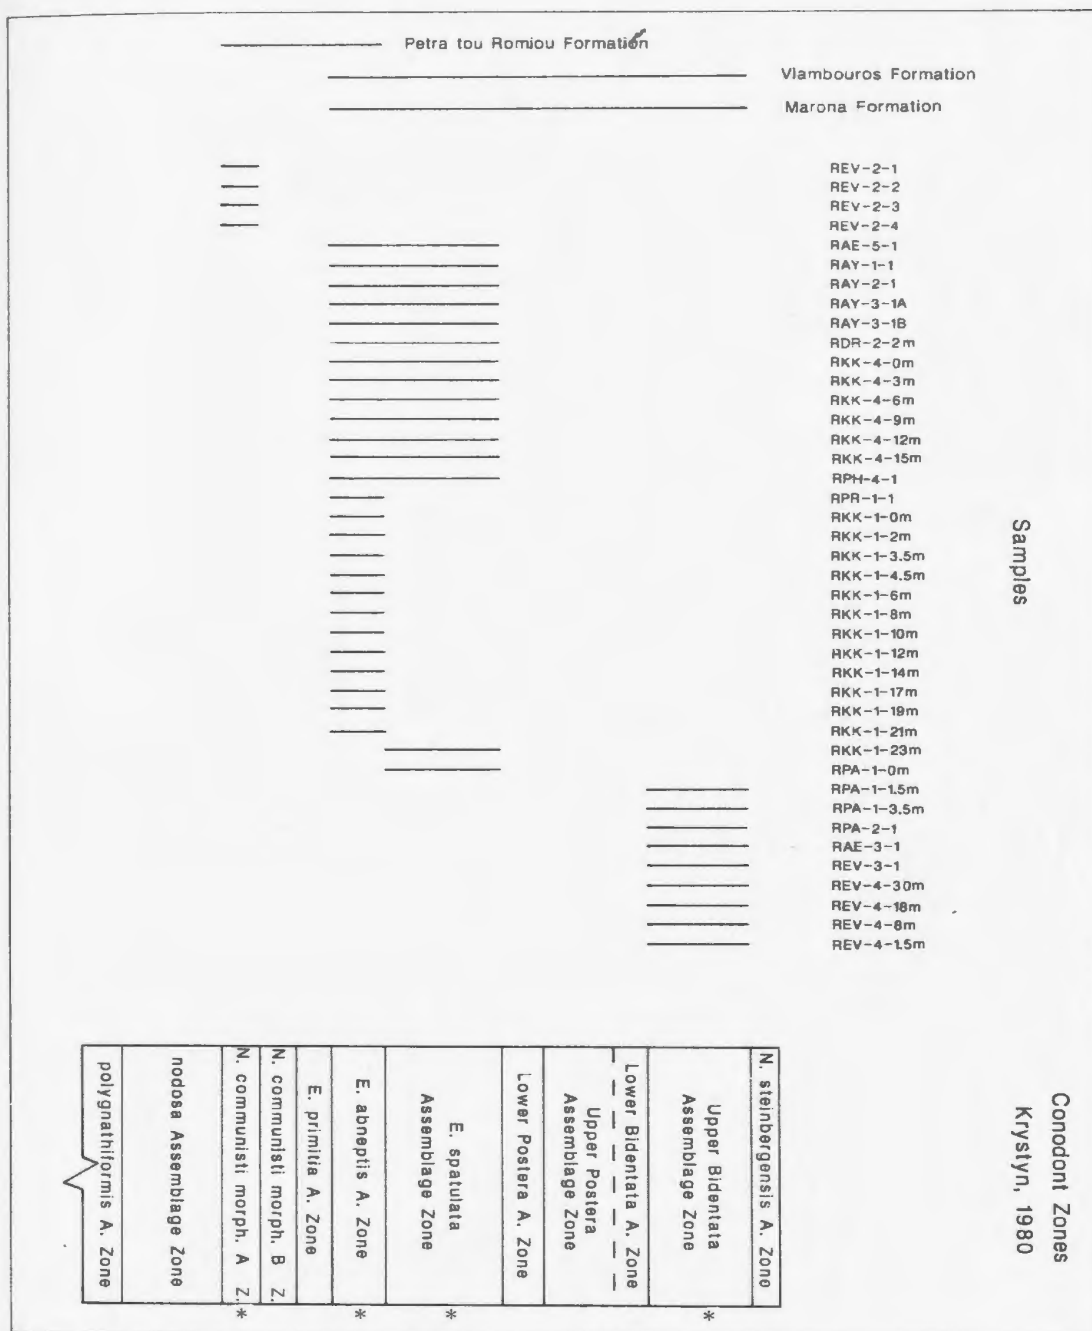 Petra tou Romiou Formation
Vlambouros Formation
Marona Formation
REV-2-1
REV-2-2
REV-2-3
REV-2-4
RAE-5-1
RAY-1-1
RAY-2-1
RAY-3-1A
RAY-3-1B
RDR-2-2m
RKK-4-0m
RKK-4-3m
RKK-4-6m
RKK-4-9m
RKK-4-12m
RKK-4-15m
RPH-4-1
RPR-1-1
RKK-1-0m
RKK-1-2m
RKK-1-3.5m
RKK-1-4.5m
RKK-1-6m
RKK-1-8m
RKK-1-10m
RKK-1-12m
RKK-1-14m
RKK-1-17m
RKK-1-19m
RKK-1-21m
RKK-1-23m
RPA-1-0m
RPA-1-1.5m
RPA-1-3.5m
RPA-2-1
RAE-3-1
REV-3-1
REV-4-30m
REV-4-18m
REV-4-8m
REV-4-1.5m
Samples
polygnathiformis A. Zone
nodosa Assemblage Zone
N. communisti morph. A Z.*
N. communisti morph. B Z.
E. primitia A. Zone
E. abneptis A. Zone *
E. spatulata
Assemblage Zone *
Lower Postera A. Zone
Upper Postera
Assemblage Zone
Lower Bidentata A. Zone
Upper Bidentata
Assemblage Zone *
N. steinbergensis A. Zone
Conodont Zones
Krystyn, 1980